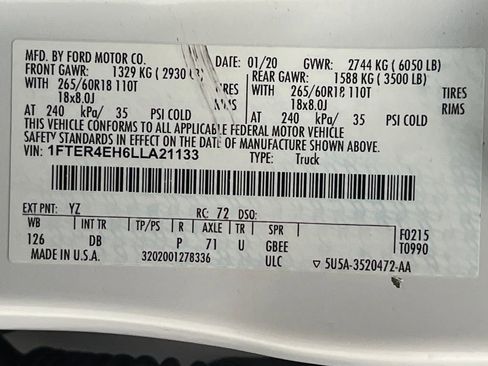 MFD. BY FORD MOTOR CO. DATE: 01/20 GVWR: 2744 KG (6050 LB)
FRONT GAWR: 1329 KG (2930 LB) REAR GAWR: 1588 KG (3500 LB)
WITH 265/60R18 110T TIRES WITH 265/60R18 110T TIRES
18x8.0J RIMS 18x8.0J RIMS
AT 240 kPa/ 35 PSI COLD AT 240 kPa/ 35 PSI COLD
THIS VEHICLE CONFORMS TO ALL APPLICABLE FEDERAL MOTOR VEHICLE
SAFETY STANDARDS IN EFFECT ON THE DATE OF MANUFACTURE SHOWN ABOVE.
VIN: 1FTER4EH6LLA21133 TYPE: Truck
EXT PNT: YZ RC: 72 DSO:
WB INT TR TP/PS R AXLE TR SPR F0215
126 DB P 71 U GBEE T0990
MADE IN U.S.A. 3202001278336 ULC ▽ 5U5A-3520472-AA